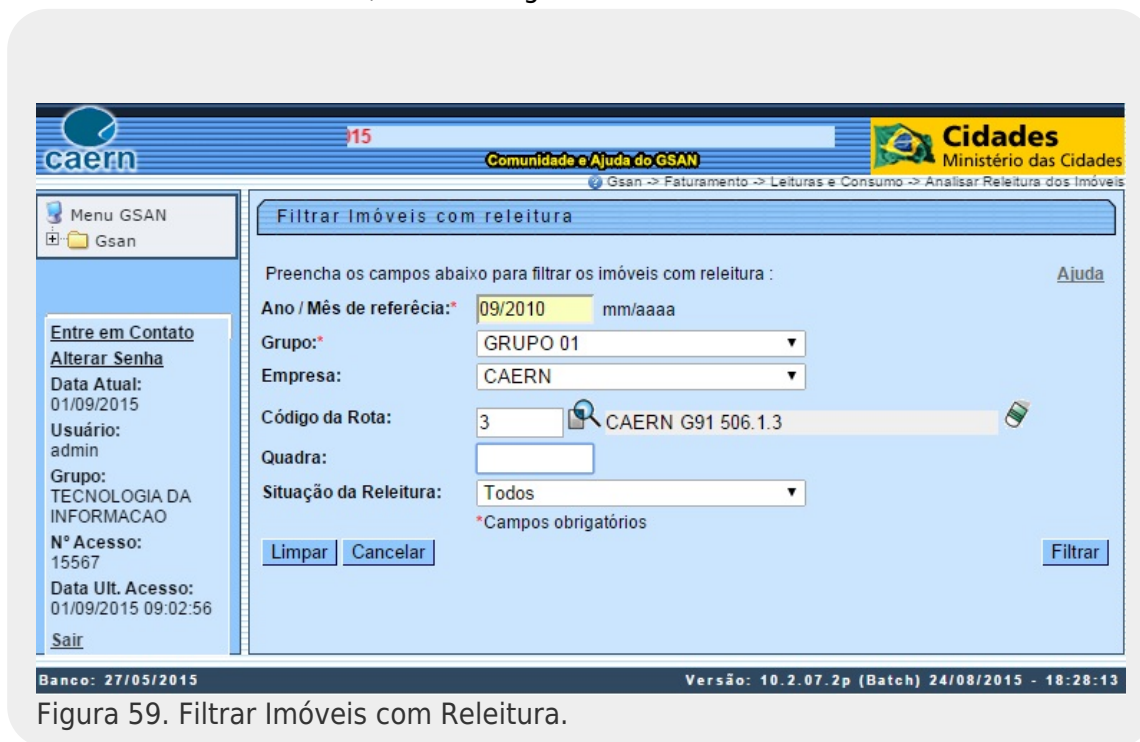 caern
015
Comunidade e Ajuda do GSAN
Cidades
Ministério das Cidades
Gsan -> Faturamento -> Leituras e Consumo -> Analisar Releitura dos Imóveis
Menu GSAN
Gsan
Entre em Contato
Alterar Senha
Data Atual:
01/09/2015
Usuário:
admin
Grupo:
TECNOLOGIA DA
INFORMACAO
Nº Acesso:
15567
Data Ult. Acesso:
01/09/2015 09:02:56
Sair
Filtrar Imóveis com releitura
Preencha os campos abaixo para filtrar os imóveis com releitura : Ajuda
Ano / Mês de referêcia:* 09/2010 mm/aaaa
Grupo:* GRUPO 01
Empresa: CAERN
Código da Rota: 3 CAERN G91 506.1.3
Quadra:
Situação da Releitura: Todos
*Campos obrigatórios
Limpar Cancelar Filtrar
Banco: 27/05/2015 Versão: 10.2.07.2p (Batch) 24/08/2015 - 18:28:13
Figura 59. Filtrar Imóveis com Releitura.